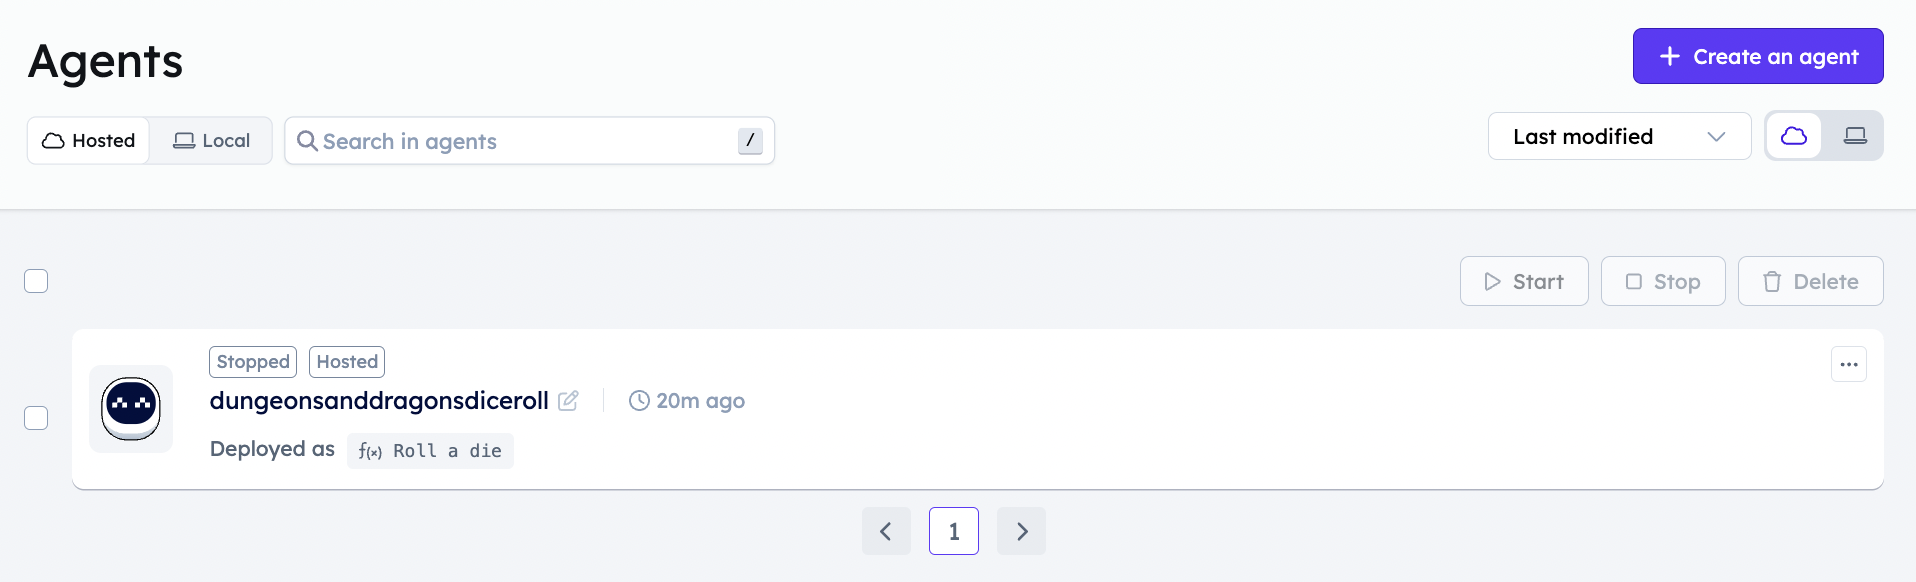 Agents
Create an agent
Hosted
Local
Search in agents
/
Last modified
Start
Stop
Delete
Stopped
Hosted
...
dungeonsanddragonsdiceroll
20m ago
Deployed as
f(x) Roll a die
1